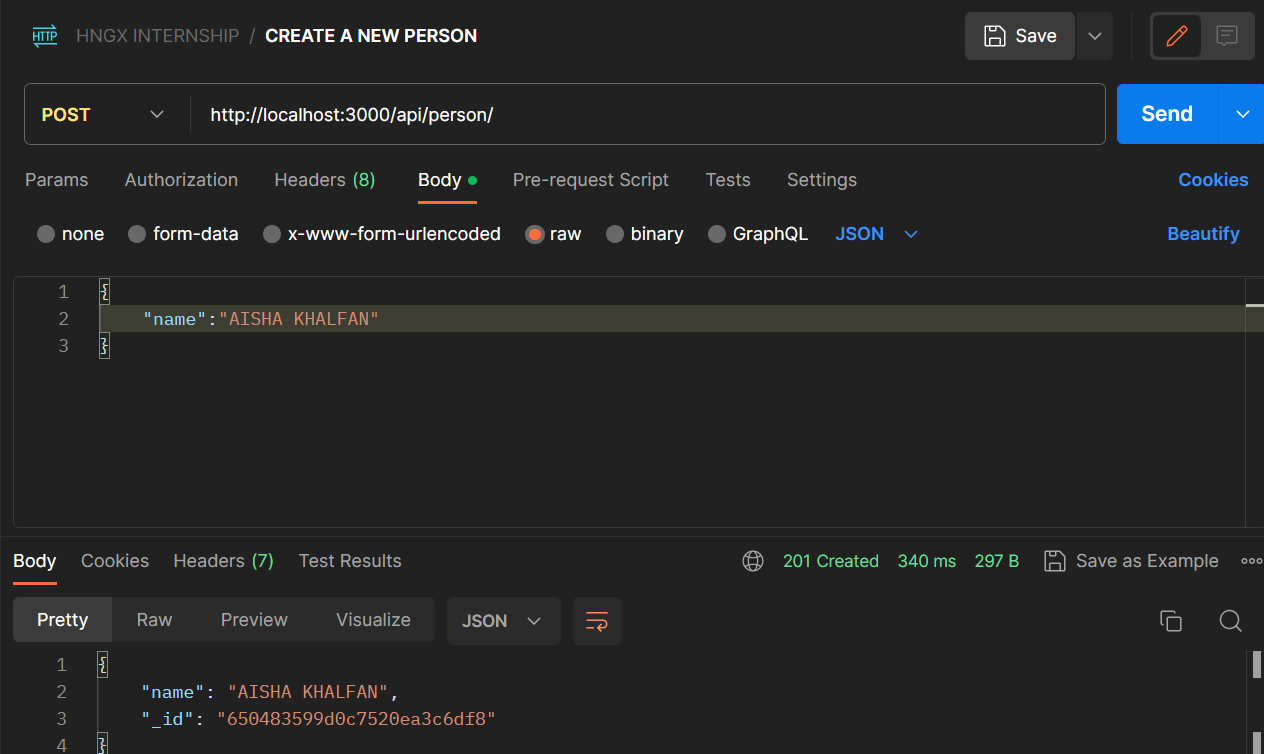 HTTP HNGX INTERNSHIP / CREATE A NEW PERSON Save
POST http://localhost:3000/api/person/ Send
Params Authorization Headers (8) Body Pre-request Script Tests Settings Cookies
none form-data x-www-form-urlencoded raw binary GraphQL JSON Beautify
1 {
2 "name":"AISHA KHALFAN"
3 }
Body Cookies Headers (7) Test Results 201 Created 340 ms 297 B Save as Example
Pretty Raw Preview Visualize JSON
1 {
2 "name": "AISHA KHALFAN",
3 "_id": "650483599d0c7520ea3c6df8"
4 }